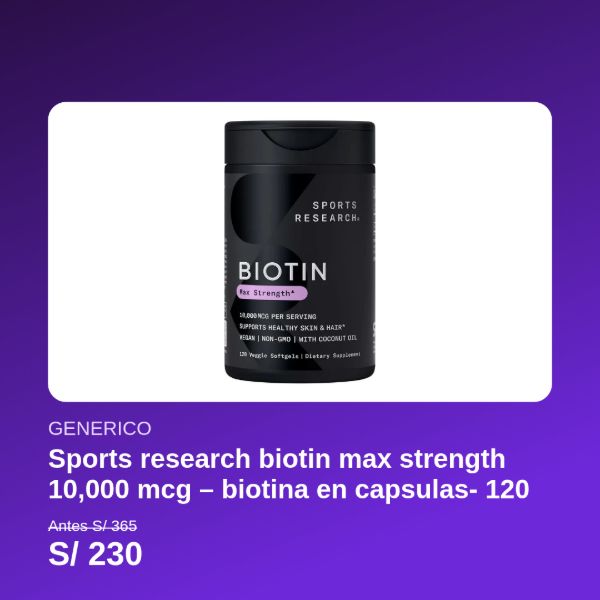 SPORTS
RESEARCH®
BIOTIN
Max Strength*
10,000 MCG PER SERVING
SUPPORTS HEALTHY SKIN & HAIR*
VEGAN | NON-GMO | WITH COCONUT OIL
120 Veggie Softgels | Dietary Supplement
GENERICO
Sports research biotin max strength
10,000 mcg – biotina en capsulas- 120
Antes S/ 365
S/ 230